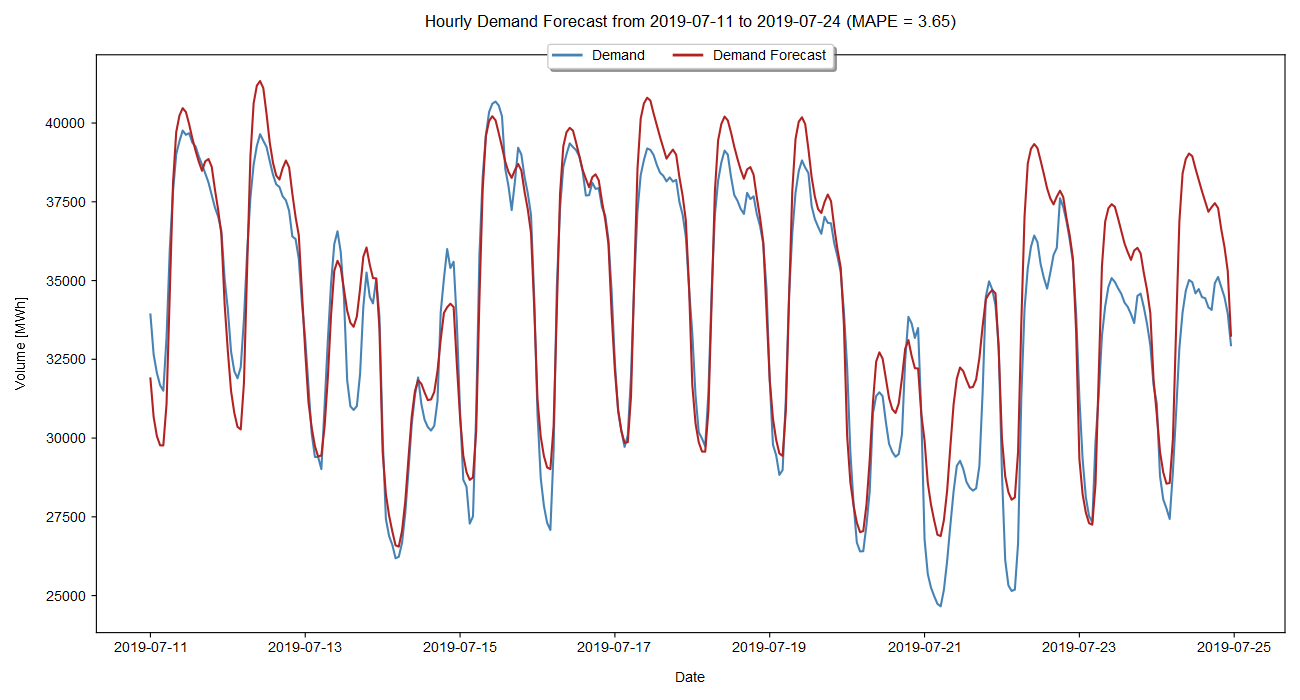 Hourly Demand Forecast from 2019-07-11 to 2019-07-24 (MAPE = 3.65)
Demand Demand Forecast
Volume [MWh]
40000
37500
35000
32500
30000
27500
25000
2019-07-11 2019-07-13 2019-07-15 2019-07-17 2019-07-19 2019-07-21 2019-07-23 2019-07-25
Date